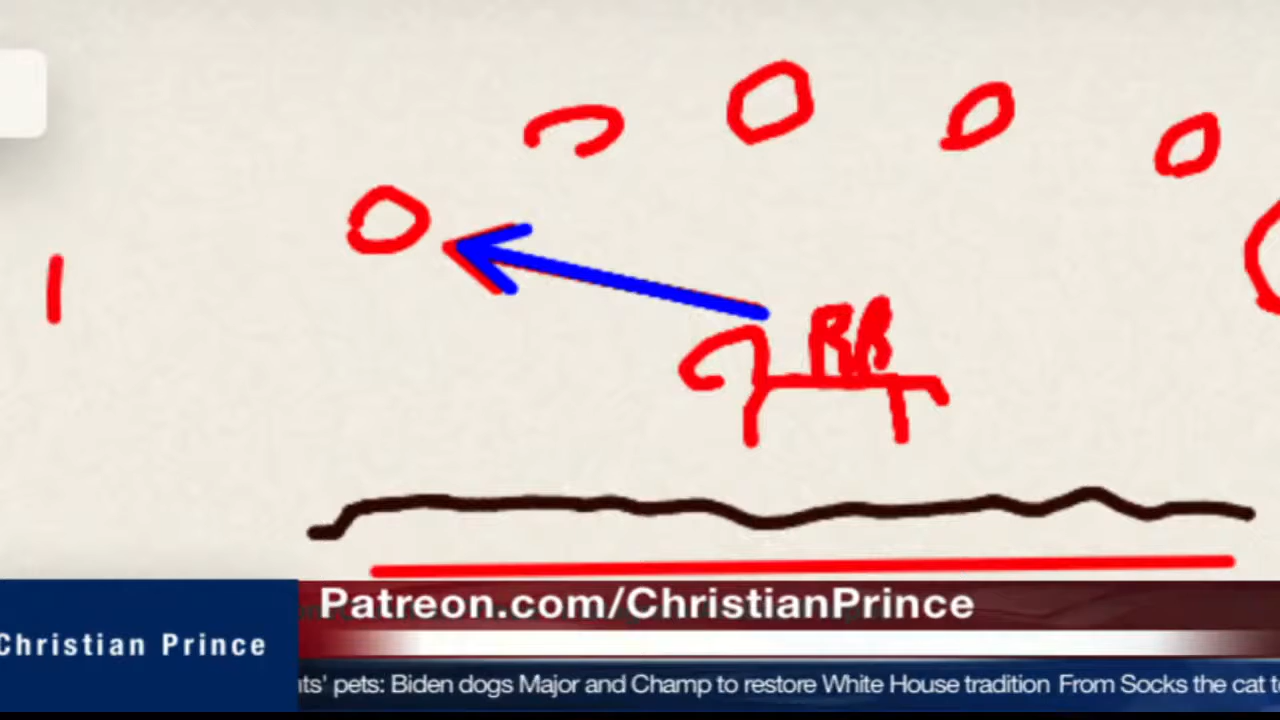 Patreon.com/ChristianPrince
Christian Prince
nts' pets: Biden dogs Major and Champ to restore White House tradition From Socks the cat t